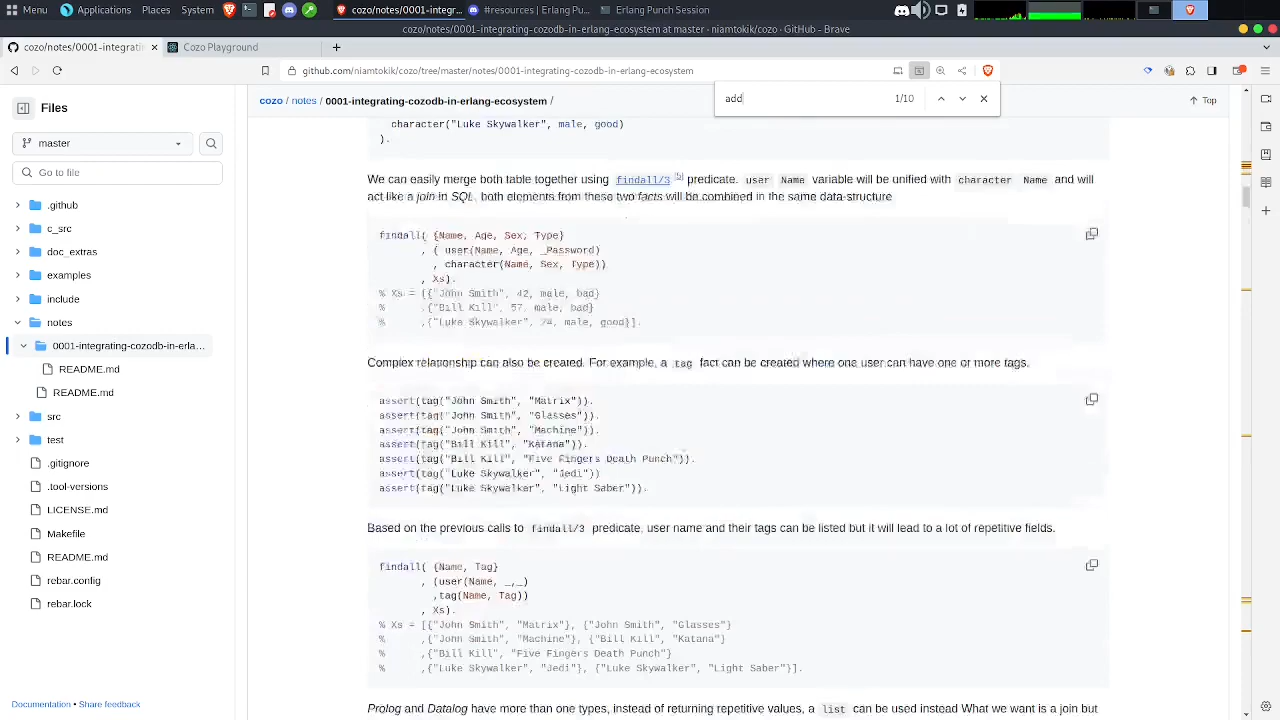 Menu Applications Places System cozo/notes/0001-integr... #resources | Erlang Pu... Erlang Punch Session
cozo/notes/0001-integrating-cozodb-in-erlang-ecosystem at master · niamtokik/cozo · GitHub - Brave
cozo/notes/0001-integratin Cozo Playground
github.com/niamtokik/cozo/tree/master/notes/0001-integrating-cozodb-in-erlang-ecosystem
add 1/10
Files
cozo / notes / 0001-integrating-cozodb-in-erlang-ecosystem /
Top
master
Go to file
.github
c_src
doc_extras
examples
include
notes
0001-integrating-cozodb-in-erla...
README.md
README.md
src
test
.gitignore
.tool-versions
LICENSE.md
Makefile
README.md
rebar.config
rebar.lock
Documentation • Share feedback
character("Luke Skywalker", male, good)
).
We can easily merge both table together using findall/3 predicate. user Name variable will be unified with character Name and will
act like a join in SQL, both elements from these two facts will be combined in the same data-structure
findall( {Name, Age, Sex, Type}
, { user(Name, Age, _Password)
, character(Name, Sex, Type))
, Xs).
% Xs = [{"John Smith", 42, male, bad}
% ,{"Bill Kill", 57, male, bad}
% ,{"Luke Skywalker", 24, male, good}].
Complex relationship can also be created. For example, a tag fact can be created where one user can have one or more tags.
assert(tag("John Smith", "Matrix")).
assert(tag("John Smith", "Glasses")).
assert(tag("John Smith", "Machine")).
assert(tag("Bill Kill", "Katana")).
assert(tag("Bill Kill", "Five Fingers Death Punch")).
assert(tag("Luke Skywalker", "Jedi"))
assert(tag("Luke Skywalker", "Light Saber")).
Based on the previous calls to findall/3 predicate, user name and their tags can be listed but it will lead to a lot of repetitive fields.
findall( {Name, Tag}
, (user(Name, _,_)
,tag(Name, Tag))
, Xs).
% Xs = [{"John Smith", "Matrix"}, {"John Smith", "Glasses"}
% ,{"John Smith", "Machine"}, {"Bill Kill", "Katana"}
% ,{"Bill Kill", "Five Fingers Death Punch"}
% ,{"Luke Skywalker", "Jedi"}, {"Luke Skywalker", "Light Saber"}].
Prolog and Datalog have more than one types, instead of returning repetitive values, a list can be used instead What we want is a join but